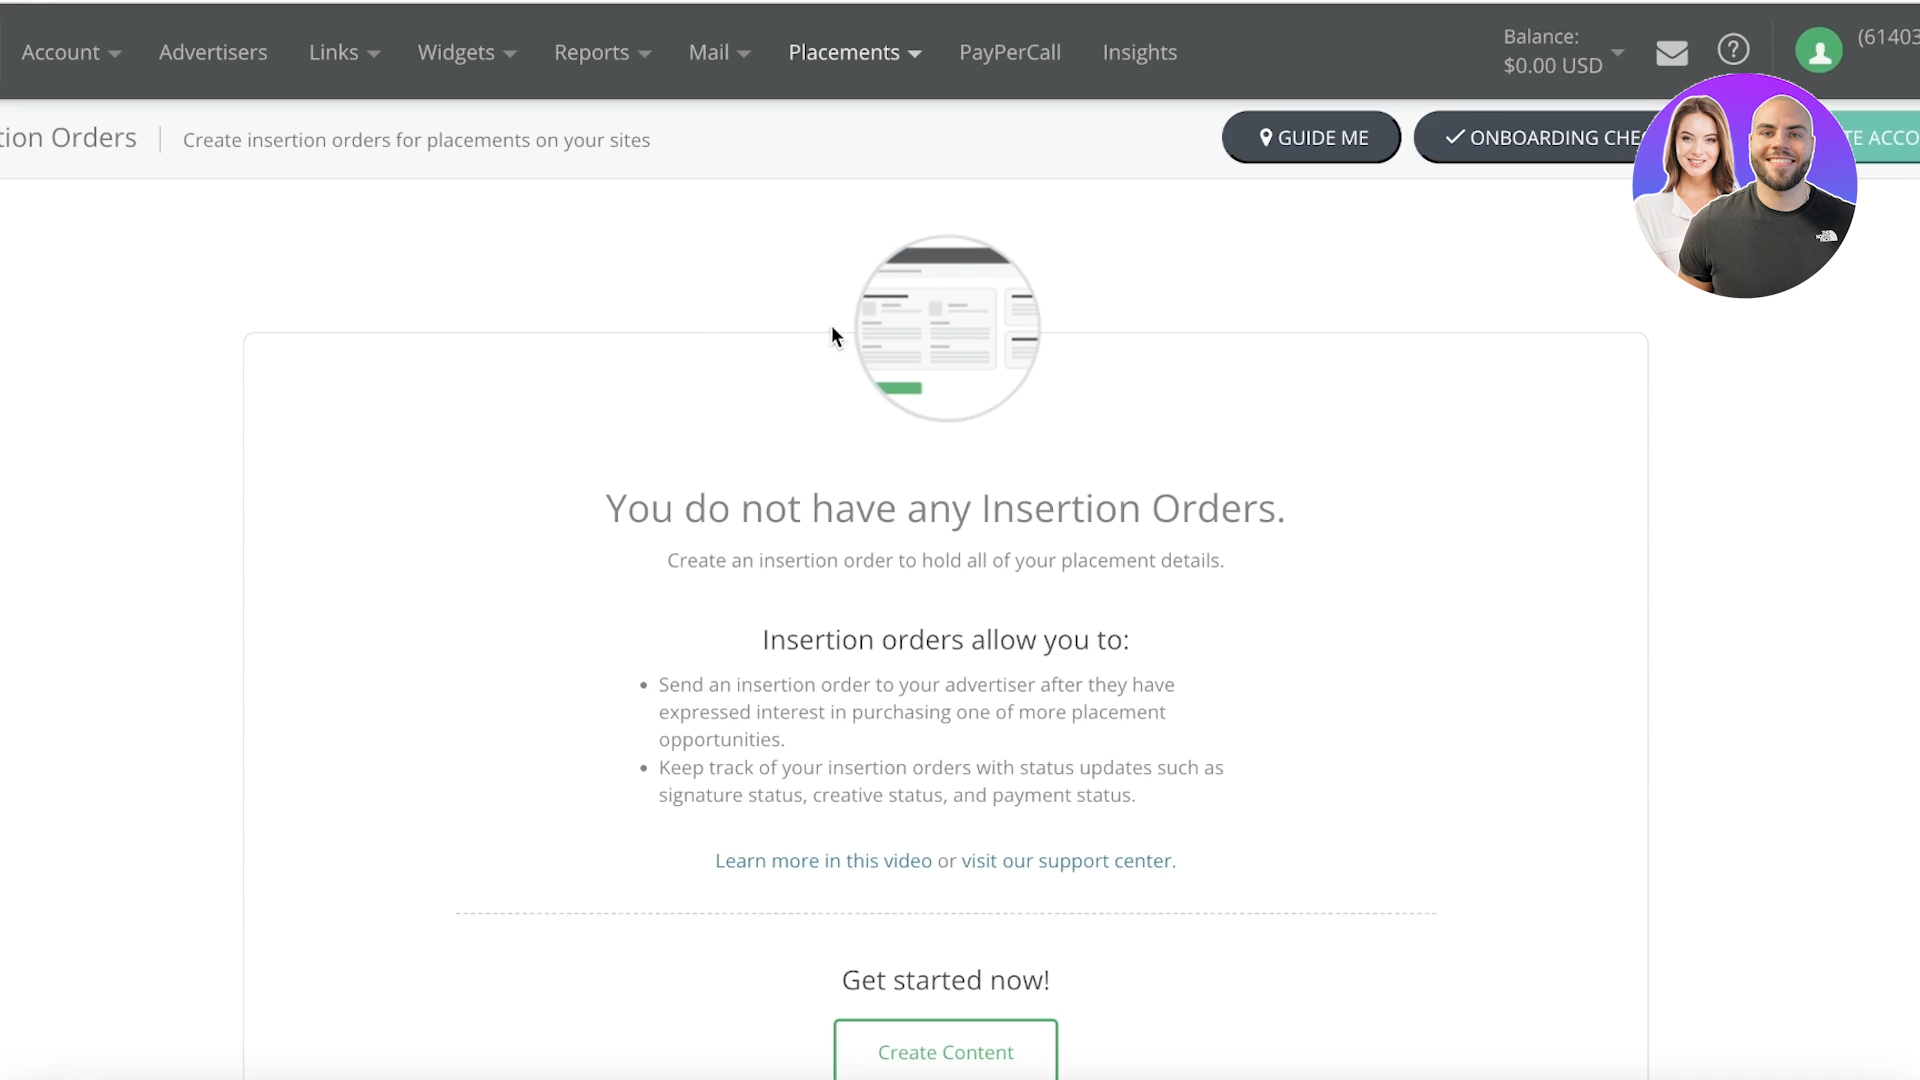 Account Advertisers Links Widgets Reports Mail Placements PayPerCall Insights Balance: (61403
$0.00 USD
tion Orders Create insertion orders for placements on your sites GUIDE ME ONBOARDING CHE TE ACCO
You do not have any Insertion Orders.
Create an insertion order to hold all of your placement details.
Insertion orders allow you to:
• Send an insertion order to your advertiser after they have
expressed interest in purchasing one of more placement
opportunities.
• Keep track of your insertion orders with status updates such as
signature status, creative status, and payment status.
Learn more in this video or visit our support center.
Get started now!
Create Content